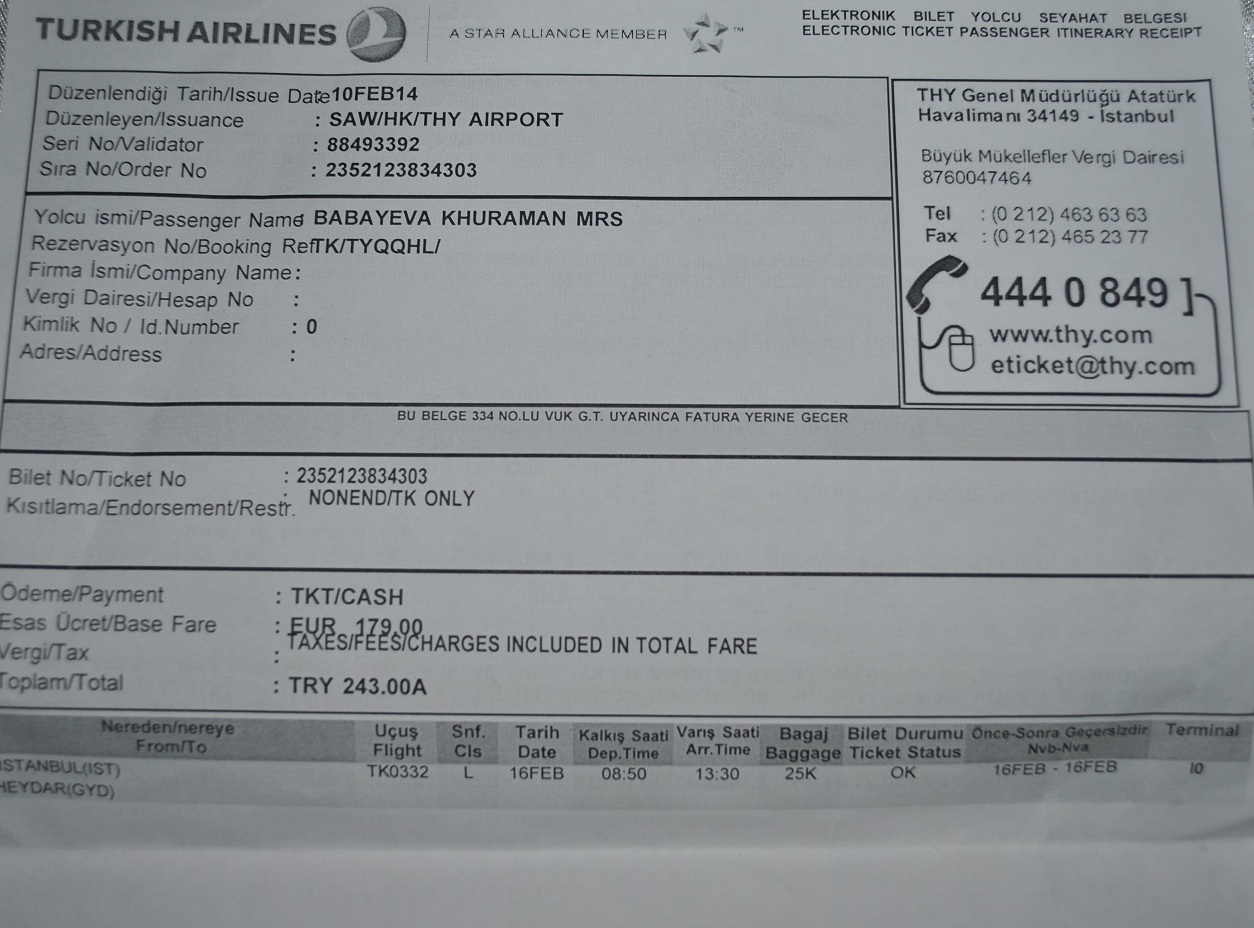 TURKISH AIRLINES
A STAR ALLIANCE MEMBER
TM
ELEKTRONIK BILET YOLCU SEYAHAT BELGESI
ELECTRONIC TICKET PASSENGER ITINERARY RECEIPT
Düzenlendiği Tarih/Issue Date10FEB14
Düzenleyen/Issuance : SAW/HK/THY AIRPORT
Seri No/Validator : 88493392
Sıra No/Order No : 2352123834303
THY Genel Müdürlüğü Atatürk
Havalimanı 34149 - İstanbul
Büyük Mükellefler Vergi Dairesi
8760047464
Tel : (0 212) 463 63 63
Fax : (0 212) 465 23 77
444 0 849
www.thy.com
eticket@thy.com
Yolcu ismi/Passenger Name BABAYEVA KHURAMAN MRS
Rezervasyon No/Booking RefTK/TYQQHL/
Firma İsmi/Company Name:
Vergi Dairesi/Hesap No :
Kimlik No / Id.Number : 0
Adres/Address :
BU BELGE 334 NO.LU VUK G.T. UYARINCA FATURA YERINE GECER
Bilet No/Ticket No : 2352123834303
Kısıtlama/Endorsement/Restr. : NONEND/TK ONLY
Ödeme/Payment : TKT/CASH
Esas Ücret/Base Fare : EUR 179.00
Vergi/Tax : TAXES/FEES/CHARGES INCLUDED IN TOTAL FARE
Toplam/Total : TRY 243.00A
Nereden/nereye Uçuş Snf. Tarih Kalkış Saati Varış Saati Bagaj Bilet Durumu Önce-Sonra Geçersizdir Terminal
From/To Flight Cls Date Dep.Time Arr.Time Baggage Ticket Status Nvb-Nva
ISTANBUL(IST) TK0332 L 16FEB 08:50 13:30 25K OK 16FEB - 16FEB I0
HEYDAR(GYD)